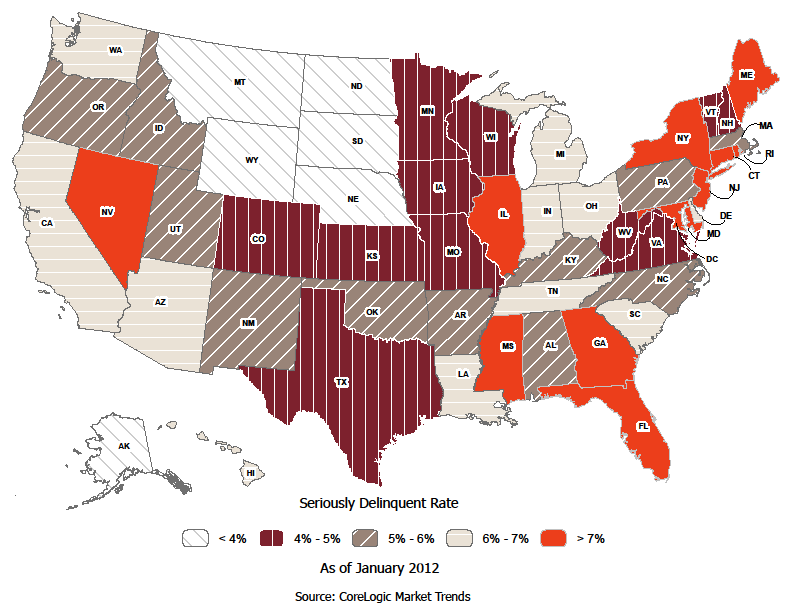 WA
MT
ND
MN
ME
VT
NH
OR
ID
WI
NY
MA
SD
MI
RI
WY
CT
IA
PA
NJ
NE
NV
IL
IN
OH
DE
CA
UT
CO
MD
WV
VA
KS
MO
KY
DC
NC
AZ
TN
NM
OK
AR
SC
MS
AL
GA
LA
TX
FL
AK
HI
Seriously Delinquent Rate
< 4% 4% - 5% 5% - 6% 6% - 7% > 7%
As of January 2012
Source: CoreLogic Market Trends